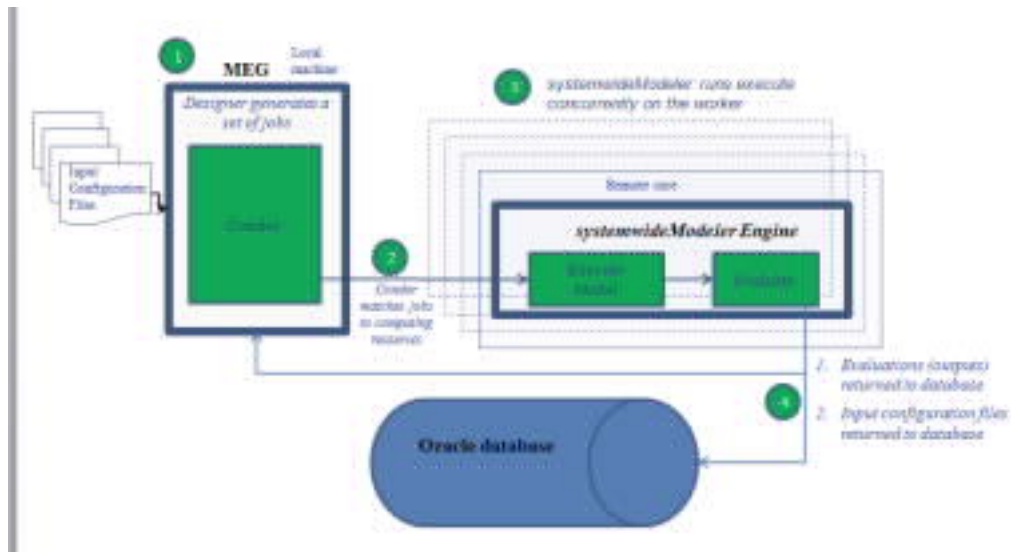 1
MEG
Local
machine
Designer generates a
set of jobs
Input
Configuration
Files
Condor
2
Condor
matches jobs
to computing
resources
3
systemwideModeler runs execute
concurrently on the worker
Remote
systemwideModeler Engine
Execute
Model
Evaluate
4
1. Evaluations (outputs)
returned to database
2. Input configuration files
returned to database
Oracle database